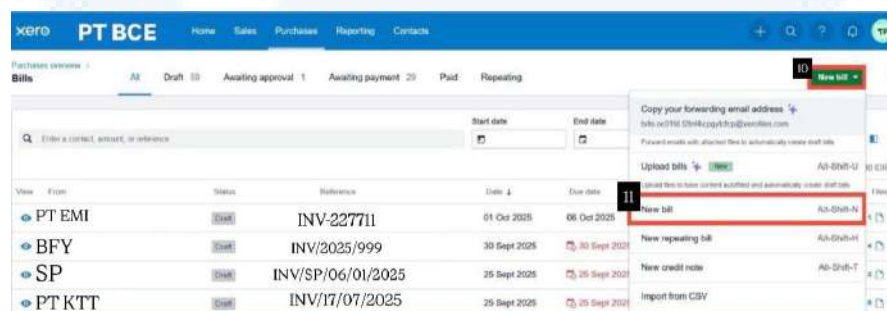 xero PT BCE Home Sales Purchases Reporting Contacts
Purchases overview
Bills All Draft 10 Awaiting approval 1 Awaiting payment 29 Paid Repeating 10 New bill
Copy your forwarding email address
Start date End date
Enter a contact, amount, or reference
Forward emails with attached files to automatically create draft bills
Upload bills New Alt-Shift-U
Upload files to have content autofilled and automatically create draft bills
View From Status Reference Date Due date
11 New bill Alt-Shift-N
PT EMI Draft INV-227711 01 Oct 2025 06 Oct 2025
New repeating bill Alt-Shift-H
BFY Draft INV/2025/999 30 Sept 2025 30 Sept 202
New credit note Alt-Shift-T
SP Draft INV/SP/06/01/2025 25 Sept 2025 25 Sept 202
Import from CSV
PT KTT Draft INV/17/07/2025 25 Sept 2025 25 Sept 202